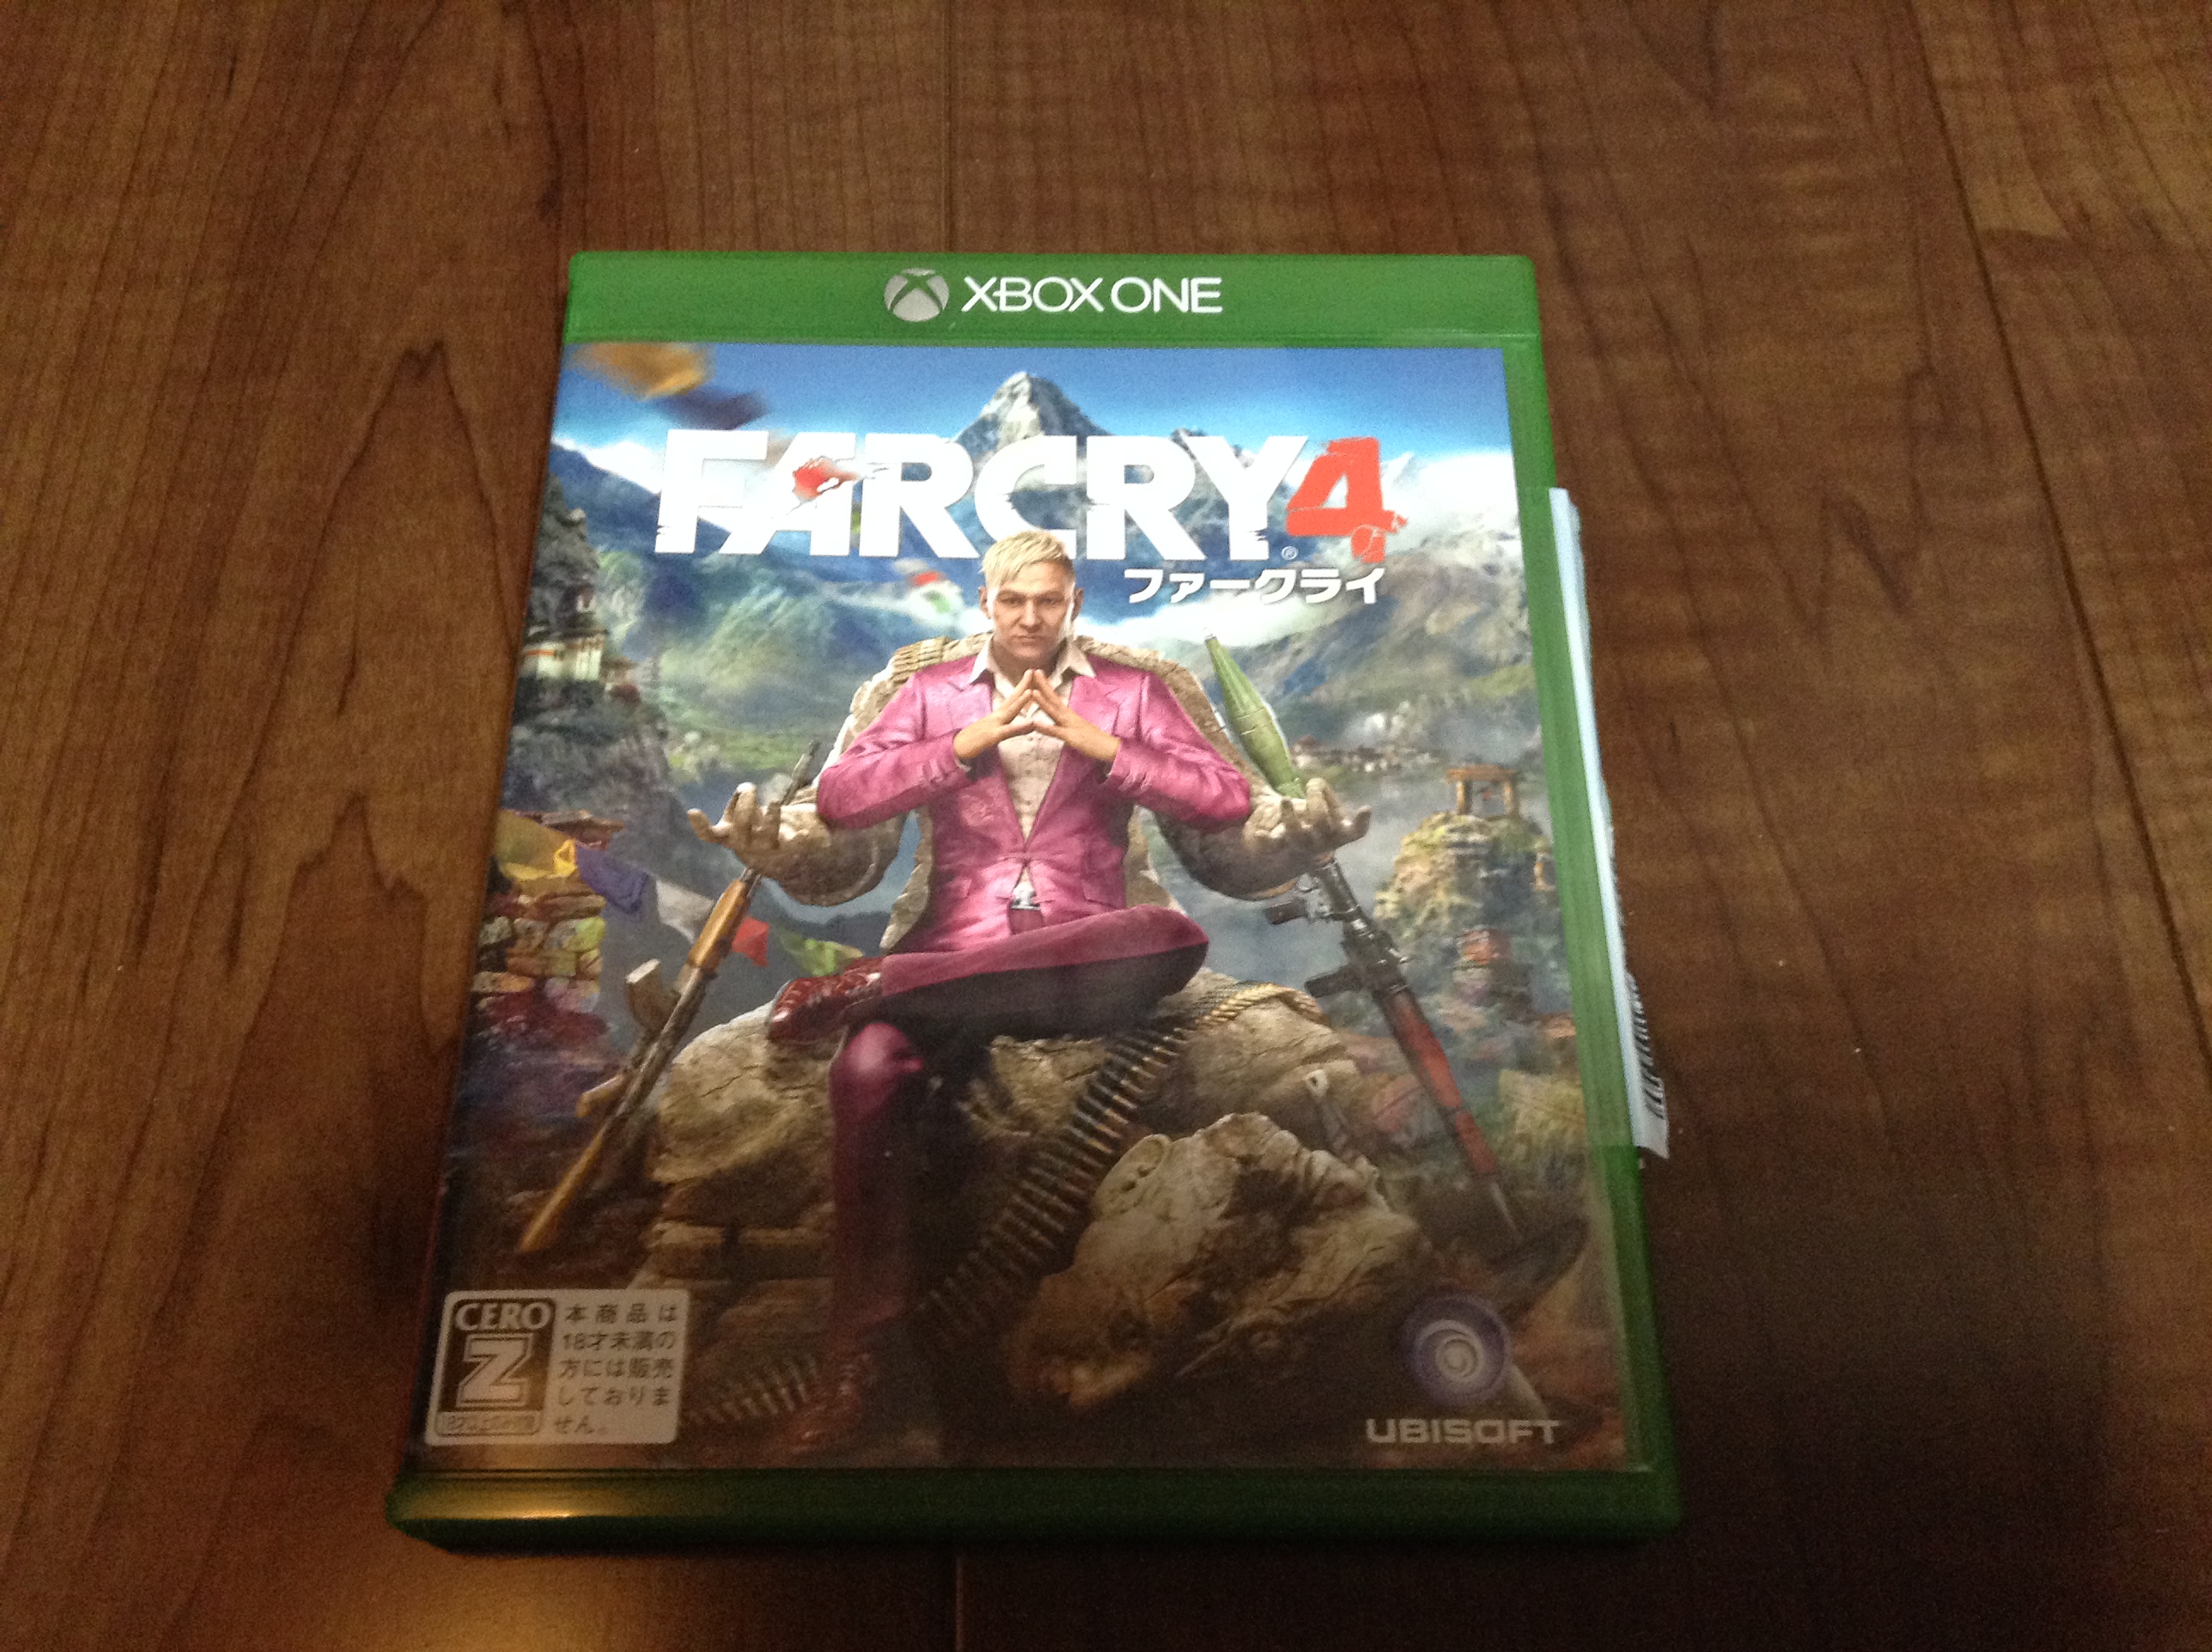 XBOX ONE
FARCRY4
®
ファークライ
CERO
Z
本商品は
18才未満の
方には販売
しておりま
せん。
UBISOFT